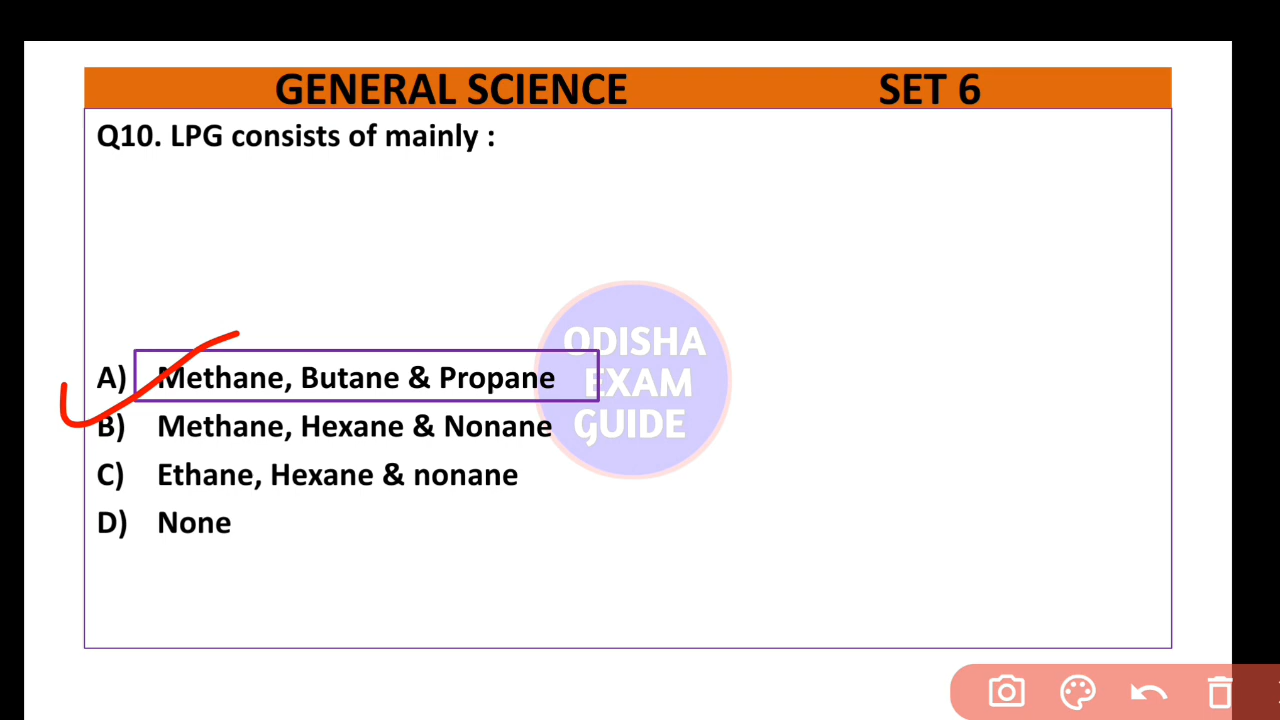 GENERAL SCIENCE SET 6
Q10. LPG consists of mainly :
A) Methane, Butane & Propane
B) Methane, Hexane & Nonane
C) Ethane, Hexane & nonane
D) None
ODISHA
EXAM
GUIDE